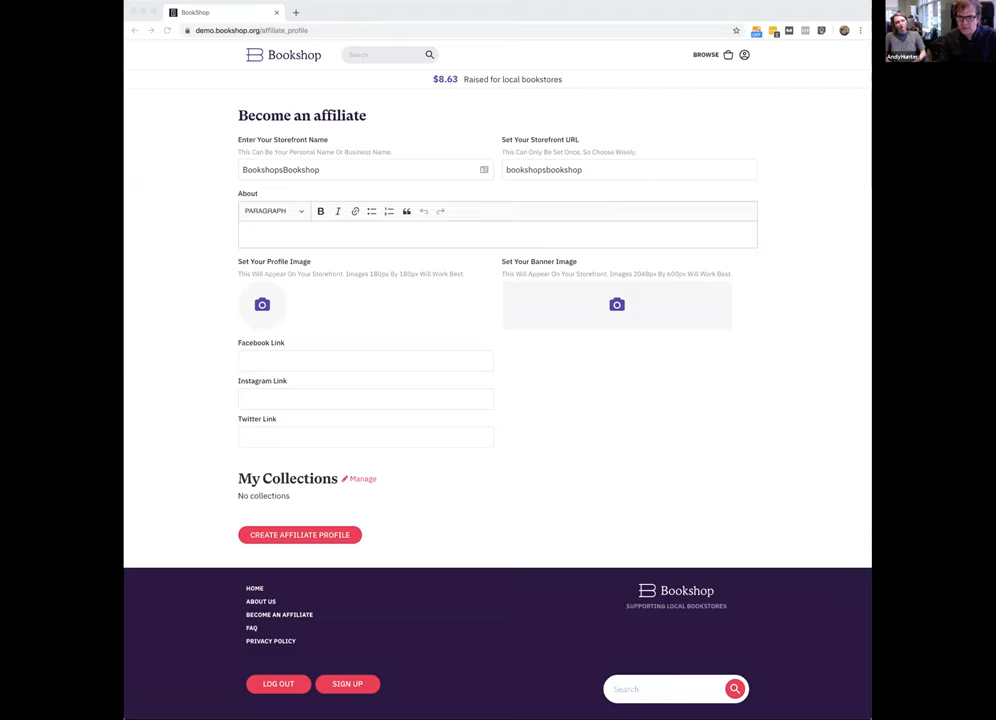 BookShop
demo.bookshop.org/affiliate_profile
Andy Hunter
Bookshop
Search
BROWSE
$8.63 Raised for local bookstores
Become an affiliate
Enter Your Storefront Name
This Can Be Your Personal Name Or Business Name.
BookshopsBookshop
Set Your Storefront URL
This Can Only Be Set Once, So Choose Wisely.
bookshopsbookshop
About
PARAGRAPH
B I
Set Your Profile Image
This Will Appear On Your Storefront. Images 180px By 180px Will Work Best.
Set Your Banner Image
This Will Appear On Your Storefront. Images 2048px By 600px Will Work Best.
Facebook Link
Instagram Link
Twitter Link
My Collections Manage
No collections
CREATE AFFILIATE PROFILE
HOME
ABOUT US
BECOME AN AFFILIATE
FAQ
PRIVACY POLICY
Bookshop
SUPPORTING LOCAL BOOKSTORES
LOG OUT
SIGN UP
Search